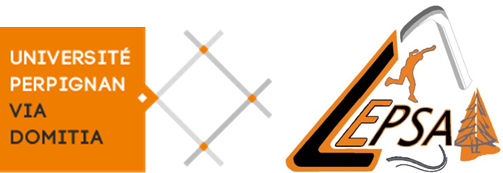 UNIVERSITÉ
PERPIGNAN
VIA
DOMITIA
LEPSA